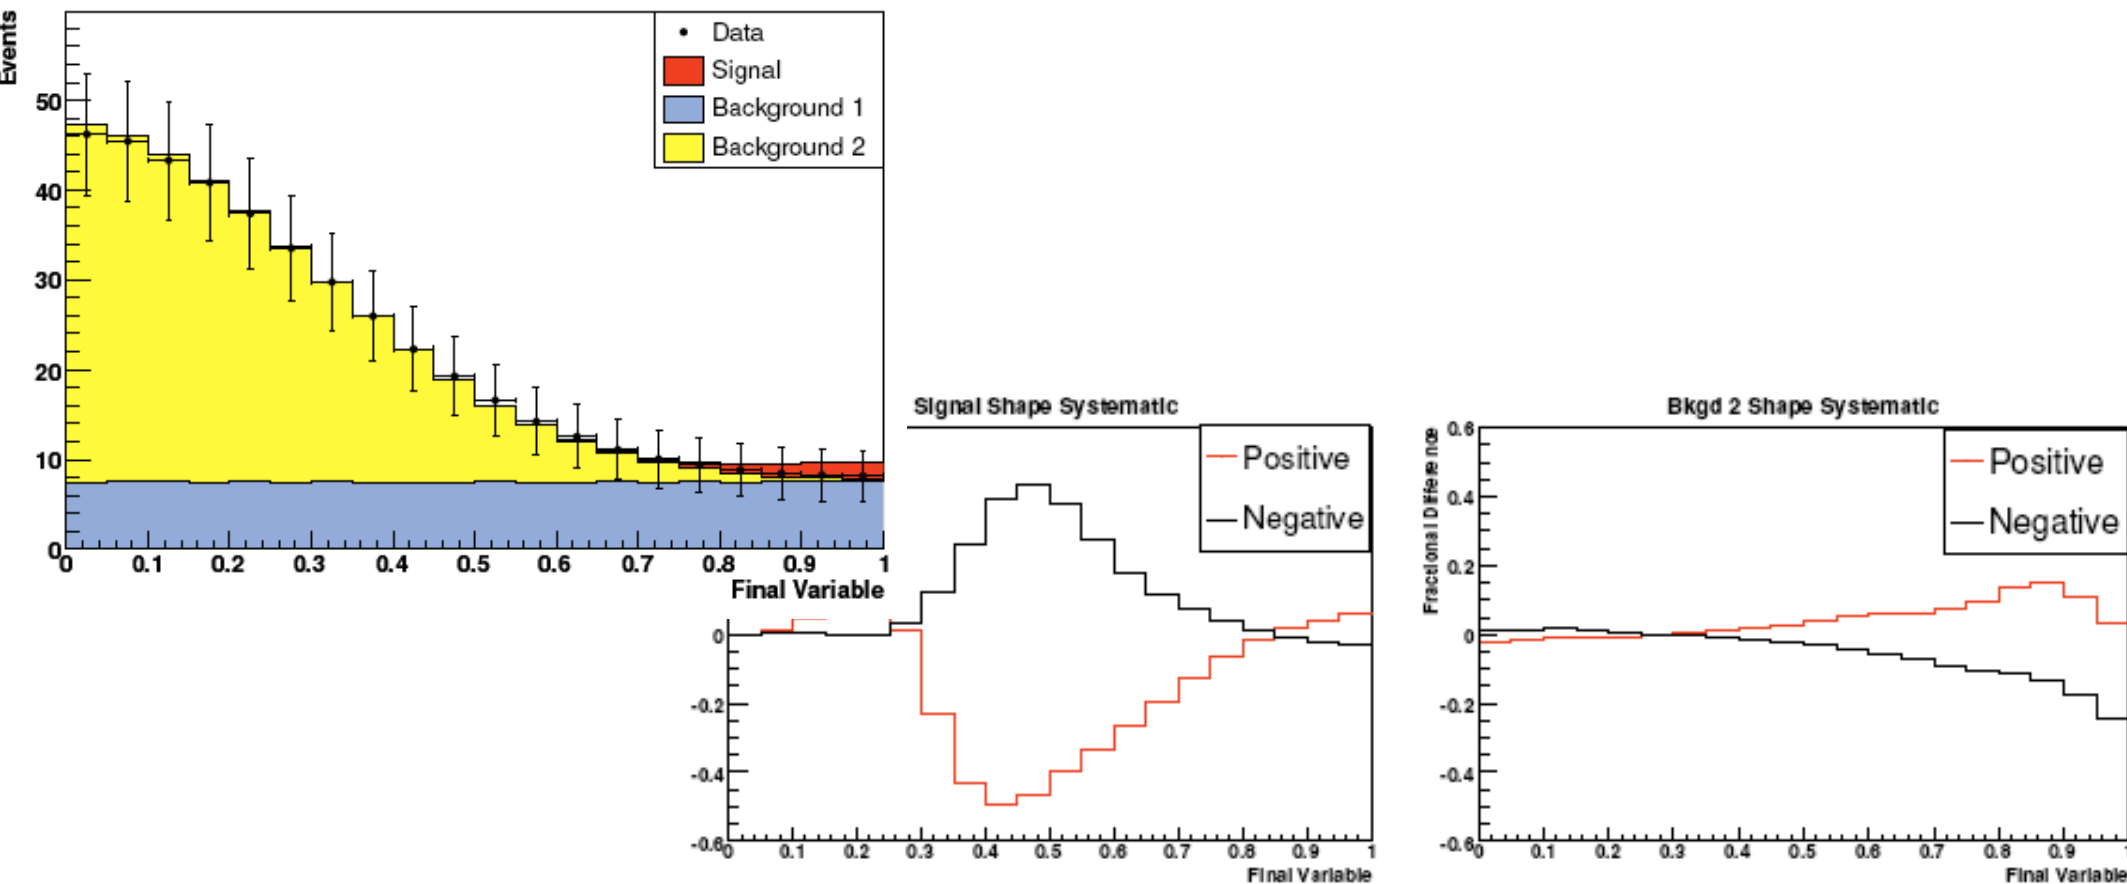 Events
Data
Signal
Background 1
Background 2
50
40
30
20
10
0
0 0.1 0.2 0.3 0.4 0.5 0.6 0.7 0.8 0.9 1
Final Variable
Signal Shape Systematic
Positive
Negative
0
-0.2
-0.4
-0.6
0 0.1 0.2 0.3 0.4 0.5 0.6 0.7 0.8 0.9 1
Final Variable
Bkgd 2 Shape Systematic
Fractional Difference
Positive
Negative
0.6
0.4
0.2
0
-0.2
-0.4
-0.6
0 0.1 0.2 0.3 0.4 0.5 0.6 0.7 0.8 0.9 1
Final Variable